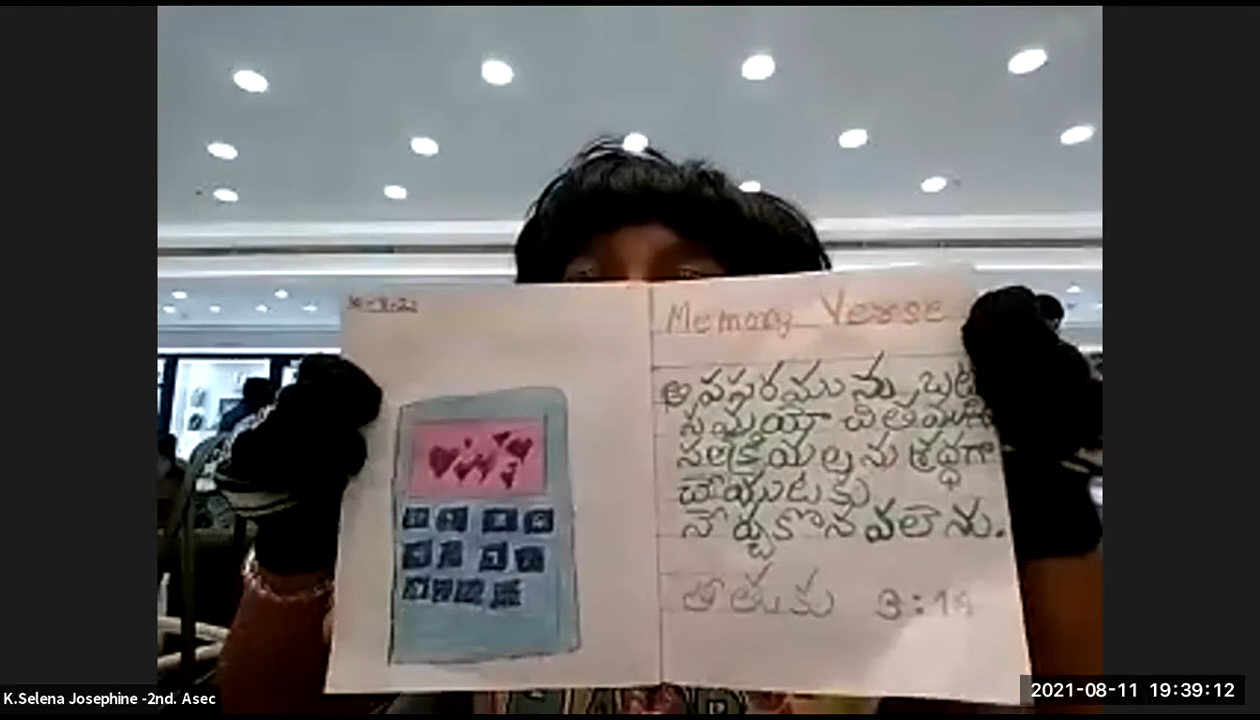 Memory Verse
అవసరమునుబట్టి
సమయోచితముగా
సత్క్రియలను శ్రద్ధగా
చేయుటకు
నేర్చుకొనవలెను.
తీతుకు 3:14
K.Selena Josephine -2nd. Asec
2021-08-11 19:39:12